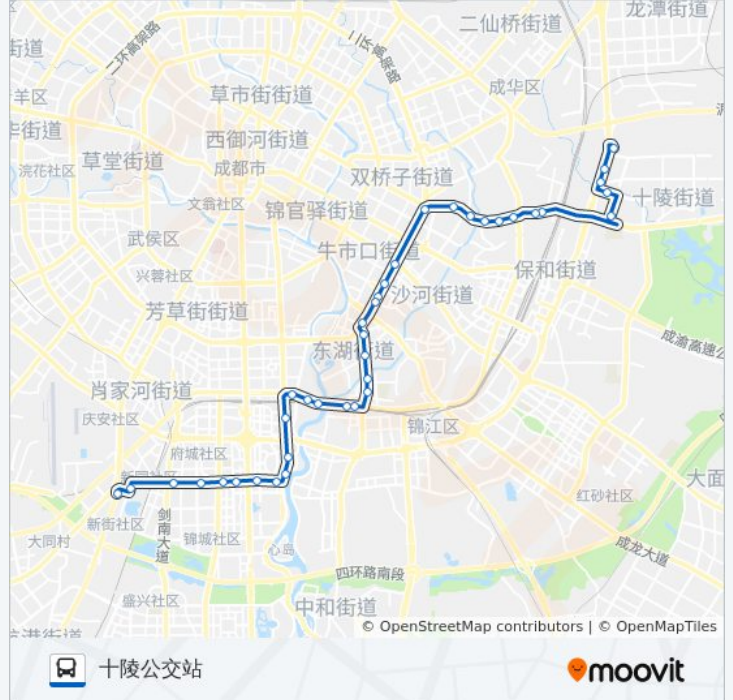 龙潭街道
二仙桥街道
二环高架路
二环高架路
街道
成华区
羊区
草市街街道
街道
西御河街道
浣花社区
草堂街道
成都市
双桥子街道
十陵街道
文翁社区
锦官驿街道
武侯区
牛市口街道
保和街道
兴蓉社区
沙河街道
芳草街街道
东湖街道
成渝高速公
肖家河街道
庆安社区
锦江区
府城社区
大面
红砂社区
新街社区
剑南大道
大同村
锦城社区
心岛
成龙大道
四环路南段
盛兴社区
中和街道
© OpenStreetMap contributors | © OpenMapTiles
十陵公交站
moovit